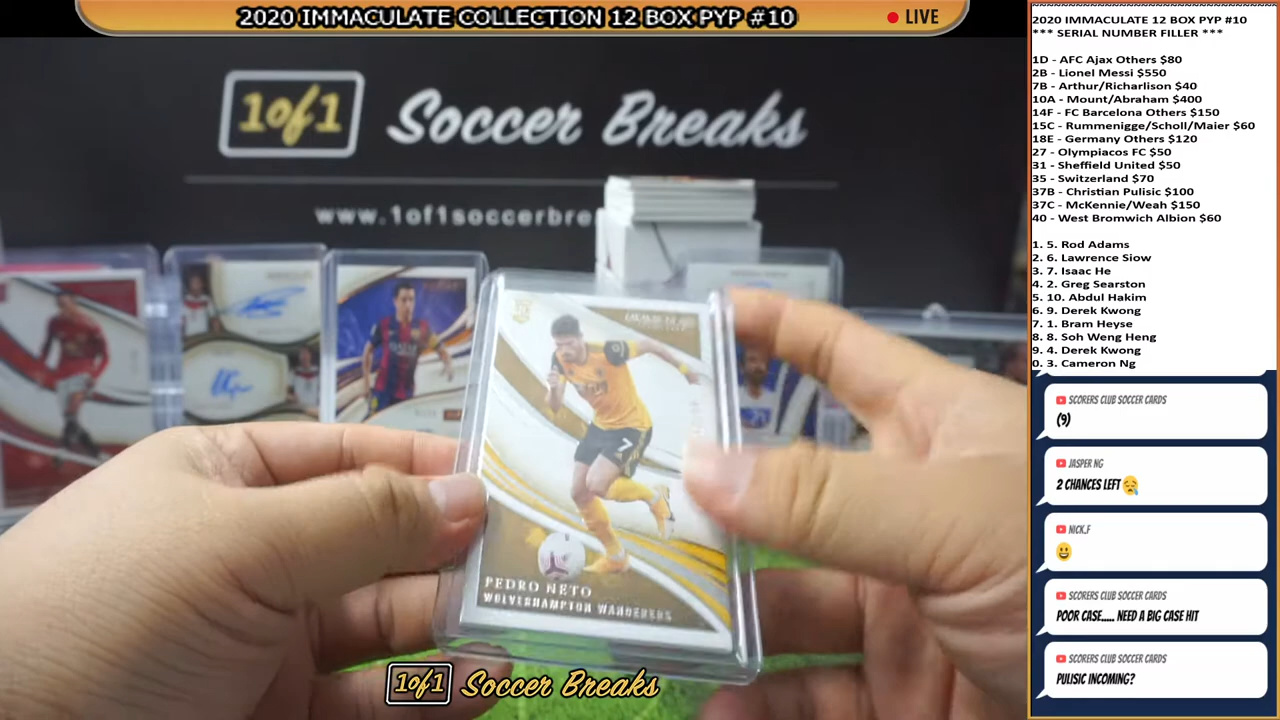 2020 IMMACULATE COLLECTION 12 BOX PYP #10
LIVE
1of1 Soccer Breaks
www.1of1soccerbre
7
PEDRO NETO
WOLVERHAMPTON WANDERERS
1of1 Soccer Breaks
2020 IMMACULATE 12 BOX PYP #10
*** SERIAL NUMBER FILLER ***
1D - AFC Ajax Others $80
2B - Lionel Messi $550
7B - Arthur/Richarlison $40
10A - Mount/Abraham $400
14F - FC Barcelona Others $150
15C - Rummenigge/Scholl/Maier $60
18E - Germany Others $120
27 - Olympiacos FC $50
31 - Sheffield United $50
35 - Switzerland $70
37B - Christian Pulisic $100
37C - McKennie/Weah $150
40 - West Bromwich Albion $60
1. 5. Rod Adams
2. 6. Lawrence Siow
3. 7. Isaac He
4. 2. Greg Searston
5. 10. Abdul Hakim
6. 9. Derek Kwong
7. 1. Bram Heyse
8. 8. Soh Weng Heng
9. 4. Derek Kwong
0. 3. Cameron Ng
SCORERS CLUB SOCCER CARDS
(9)
JASPER NG
2 CHANCES LEFT😪
NICK.F
😀
SCORERS CLUB SOCCER CARDS
POOR CASE..... NEED A BIG CASE HIT
SCORERS CLUB SOCCER CARDS
PULISIC INCOMING?